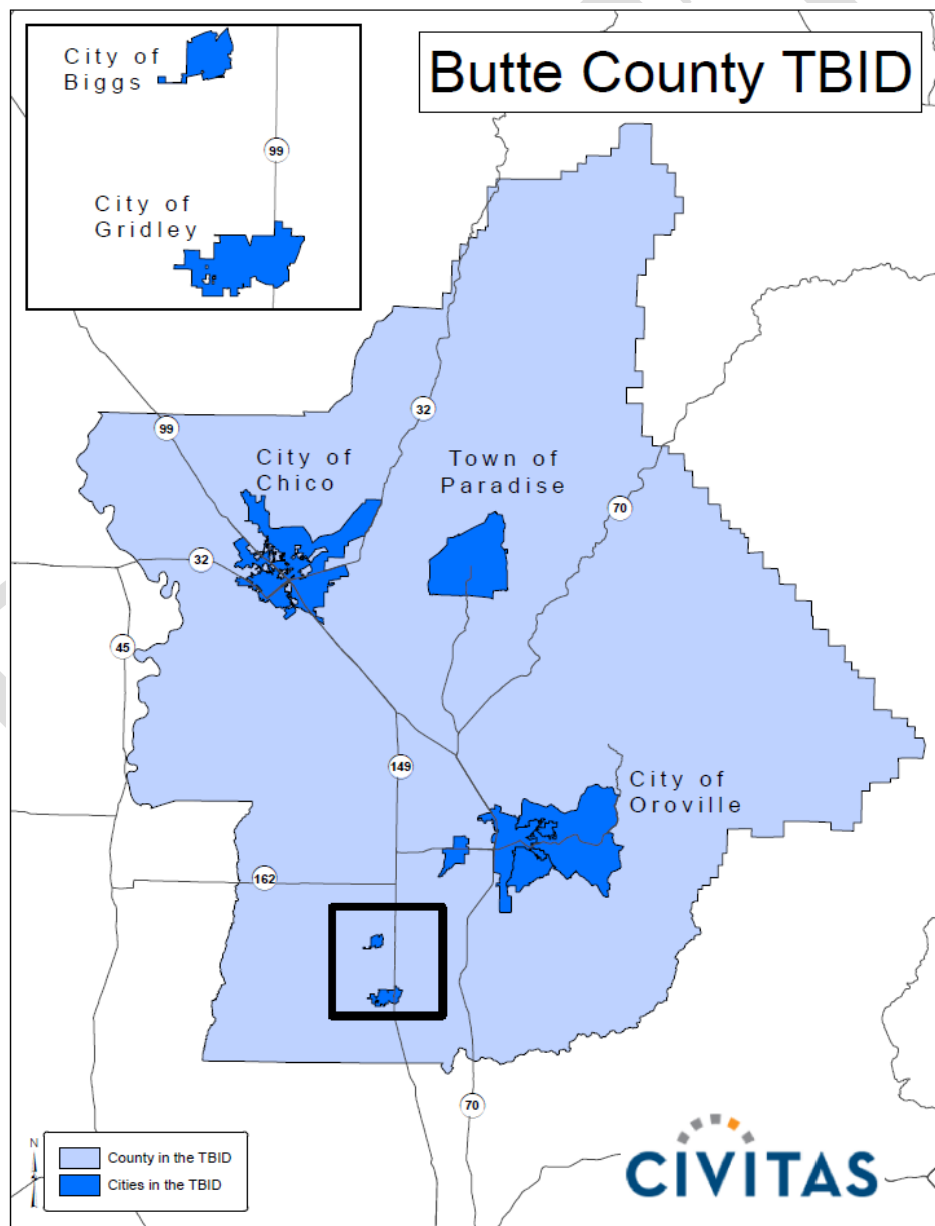 Butte County TBID
City of
Biggs
99
City of
Gridley
32
99
City of
Chico
Town of
Paradise
70
32
45
149
City of
Oroville
162
70
N
County in the TBID
Cities in the TBID
CIVITAS